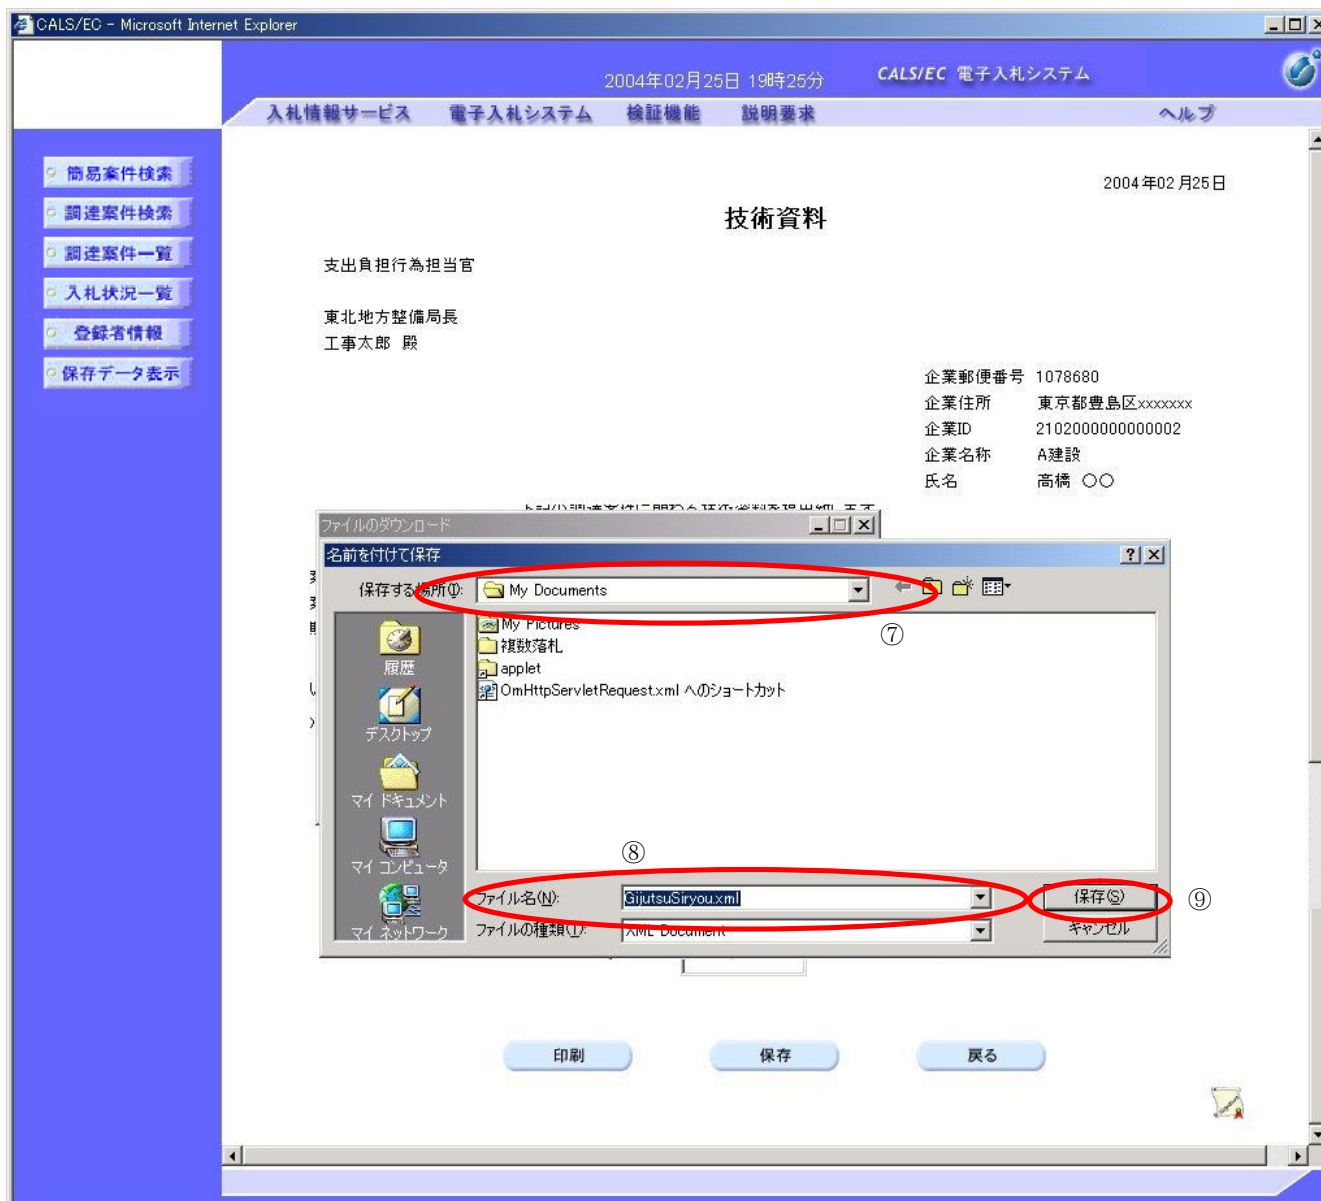 CALS/EC - Microsoft Internet Explorer
2004年02月25日 19時25分
CALS/EC 電子入札システム
入札情報サービス 電子入札システム 検証機能 説明要求 ヘルプ
簡易案件検索
調達案件検索
調達案件一覧
入札状況一覧
登録者情報
保存データ表示
2004年02月25日
技術資料
支出負担行為担当官
東北地方整備局長
工事太郎 殿
企業郵便番号 1078680
企業住所 東京都豊島区xxxxxxx
企業ID 2102000000000002
企業名称 A建設
氏名 高橋 〇〇
ファイルのダウンロード
名前を付けて保存
保存する場所(I): My Documents
⑦
My Pictures
複数落札
applet
OmHttpServletRequest.xml へのショートカット
履歴
デスクトップ
マイ ドキュメント
マイ コンピュータ
マイ ネットワーク
⑧
ファイル名(N): GijutsuSiryou.xml 保存(S)
⑨
ファイルの種類(T): XML Document キャンセル
印刷 保存 戻る